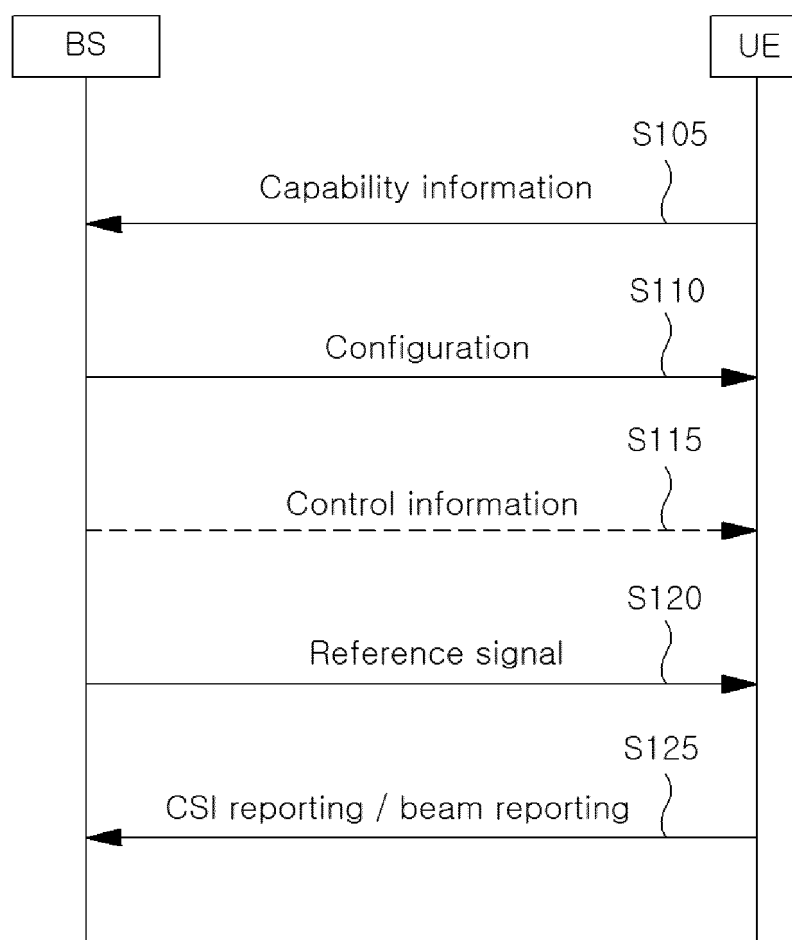 BS
UE
S105
Capability information
S110
Configuration
S115
Control information
S120
Reference signal
S125
CSI reporting / beam reporting